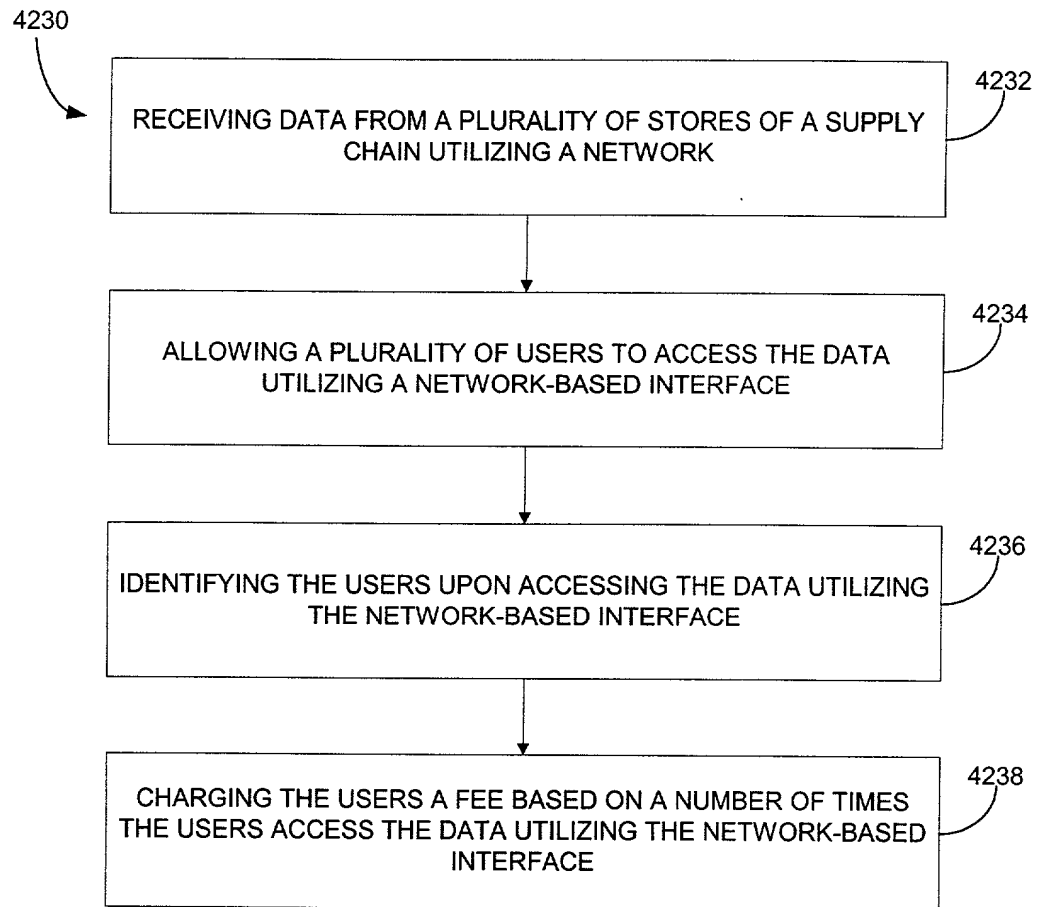 4230
4232
RECEIVING DATA FROM A PLURALITY OF STORES OF A SUPPLY
CHAIN UTILIZING A NETWORK
4234
ALLOWING A PLURALITY OF USERS TO ACCESS THE DATA
UTILIZING A NETWORK-BASED INTERFACE
4236
IDENTIFYING THE USERS UPON ACCESSING THE DATA UTILIZING
THE NETWORK-BASED INTERFACE
4238
CHARGING THE USERS A FEE BASED ON A NUMBER OF TIMES
THE USERS ACCESS THE DATA UTILIZING THE NETWORK-BASED
INTERFACE